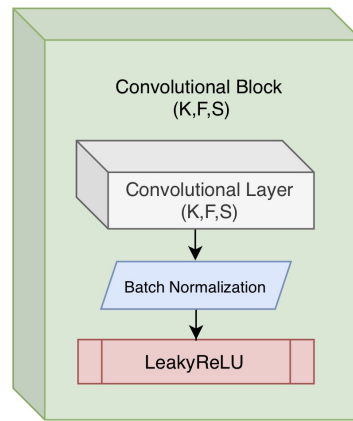 Convolutional Block
(K,F,S)
Convolutional Layer
(K,F,S)
Batch Normalization
LeakyReLU